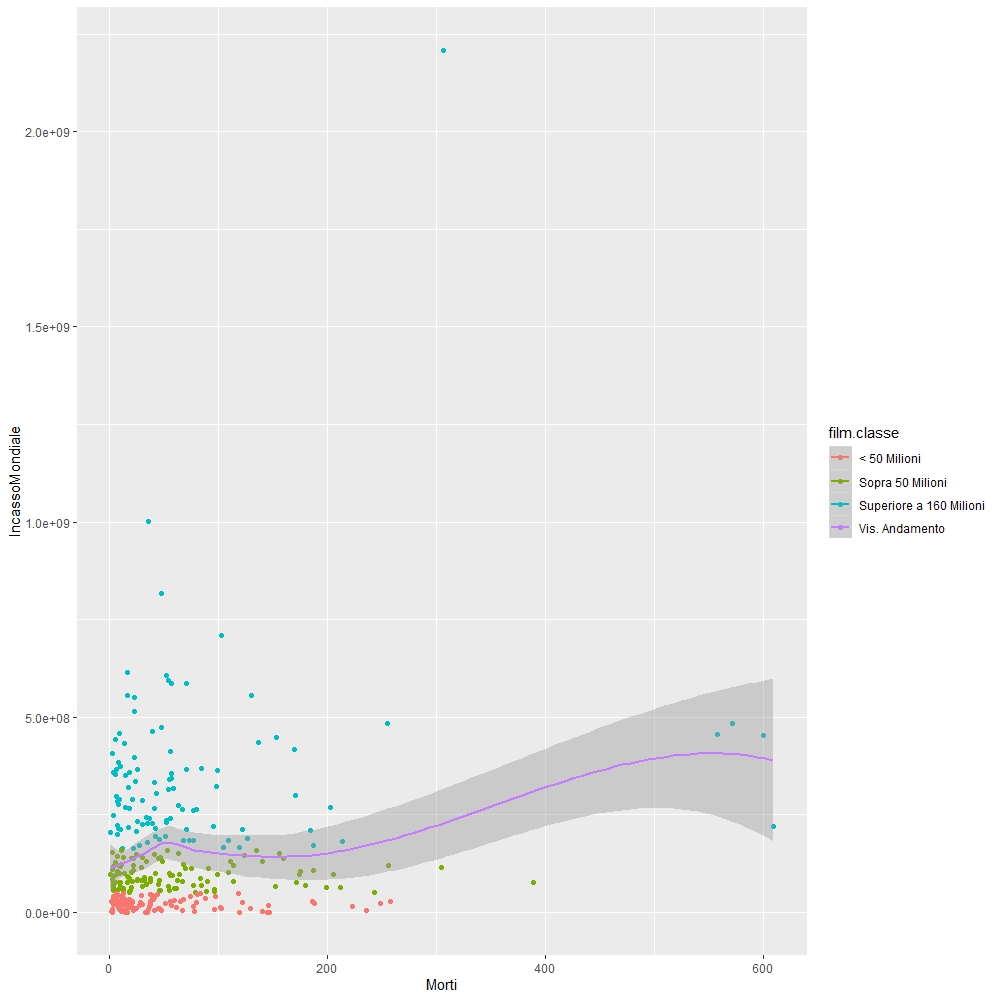 2.0e+09
1.5e+09
1.0e+09
5.0e+08
0.0e+00
IncassoMondiale
0
200
400
600
Morti
film.classe
< 50 Milioni
Sopra 50 Milioni
Superiore a 160 Milioni
Vis. Andamento